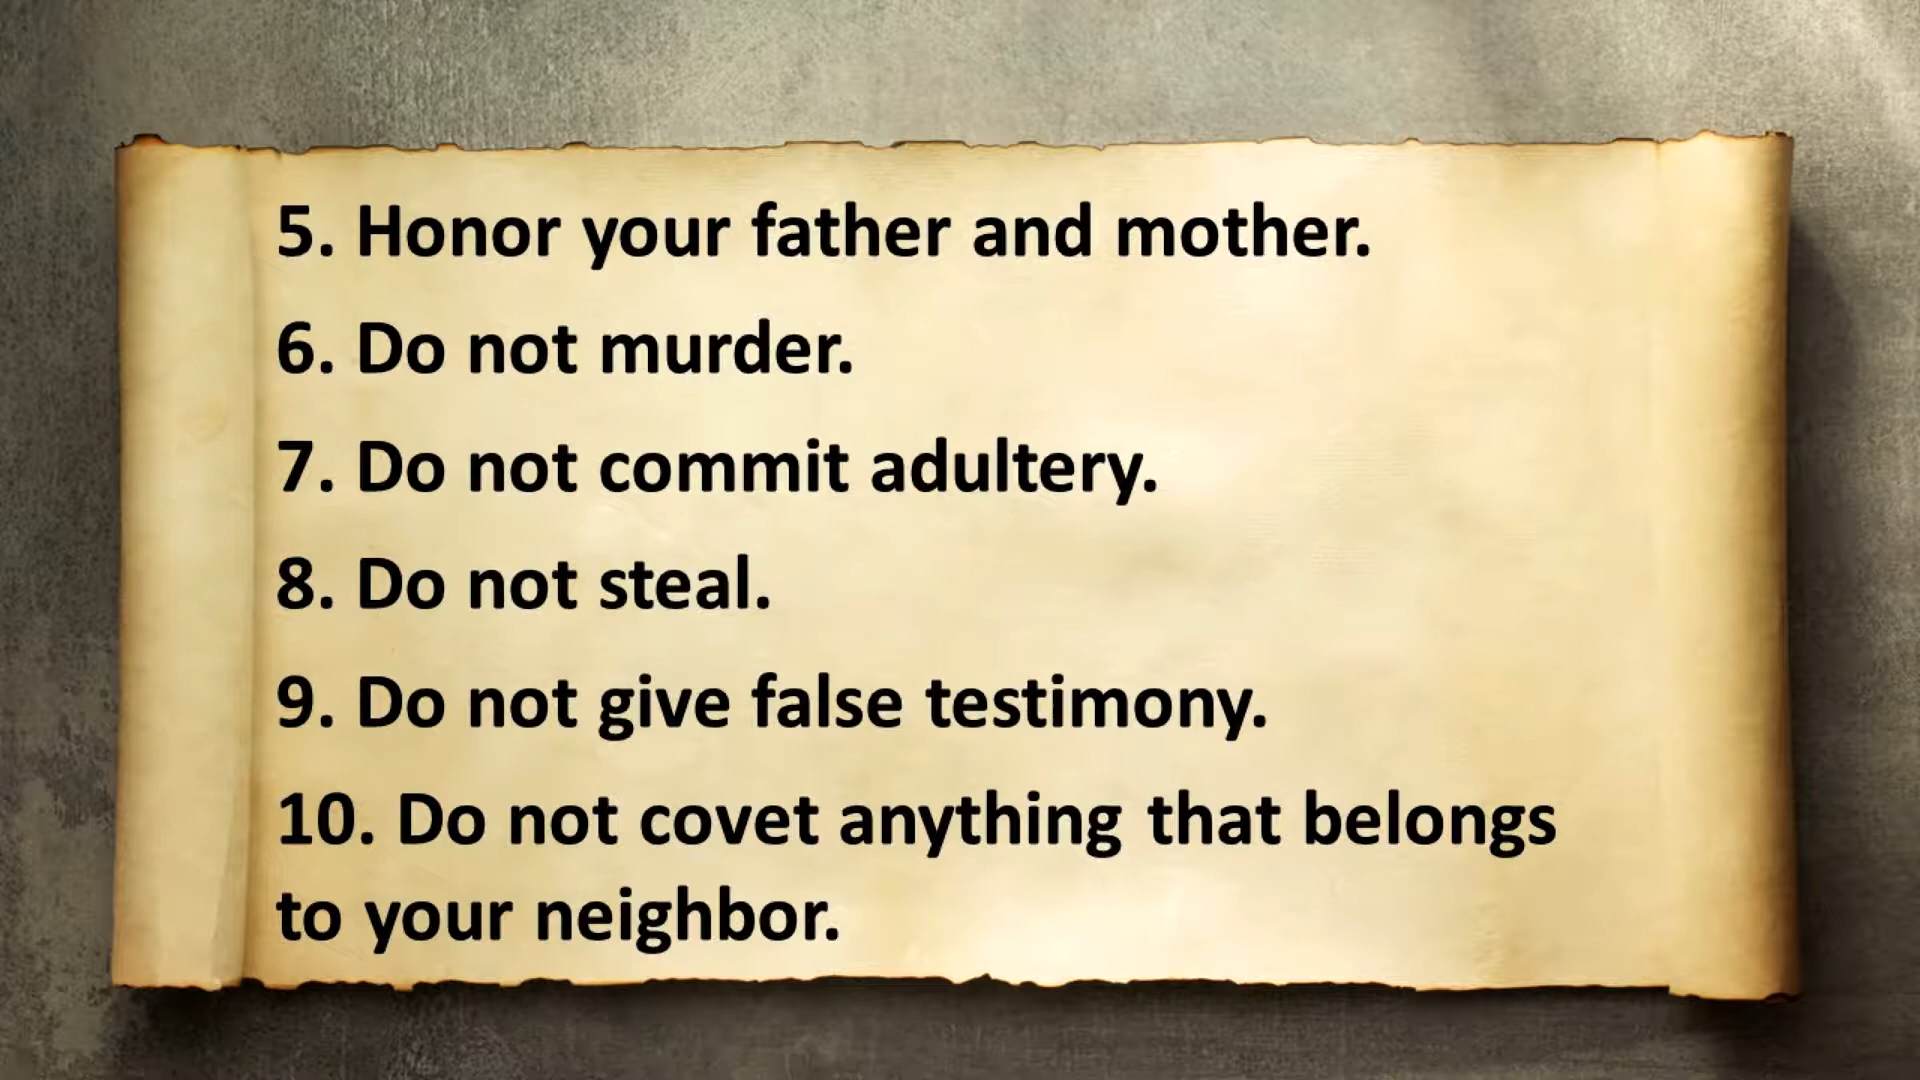 5. Honor your father and mother.
6. Do not murder.
7. Do not commit adultery.
8. Do not steal.
9. Do not give false testimony.
10. Do not covet anything that belongs
to your neighbor.